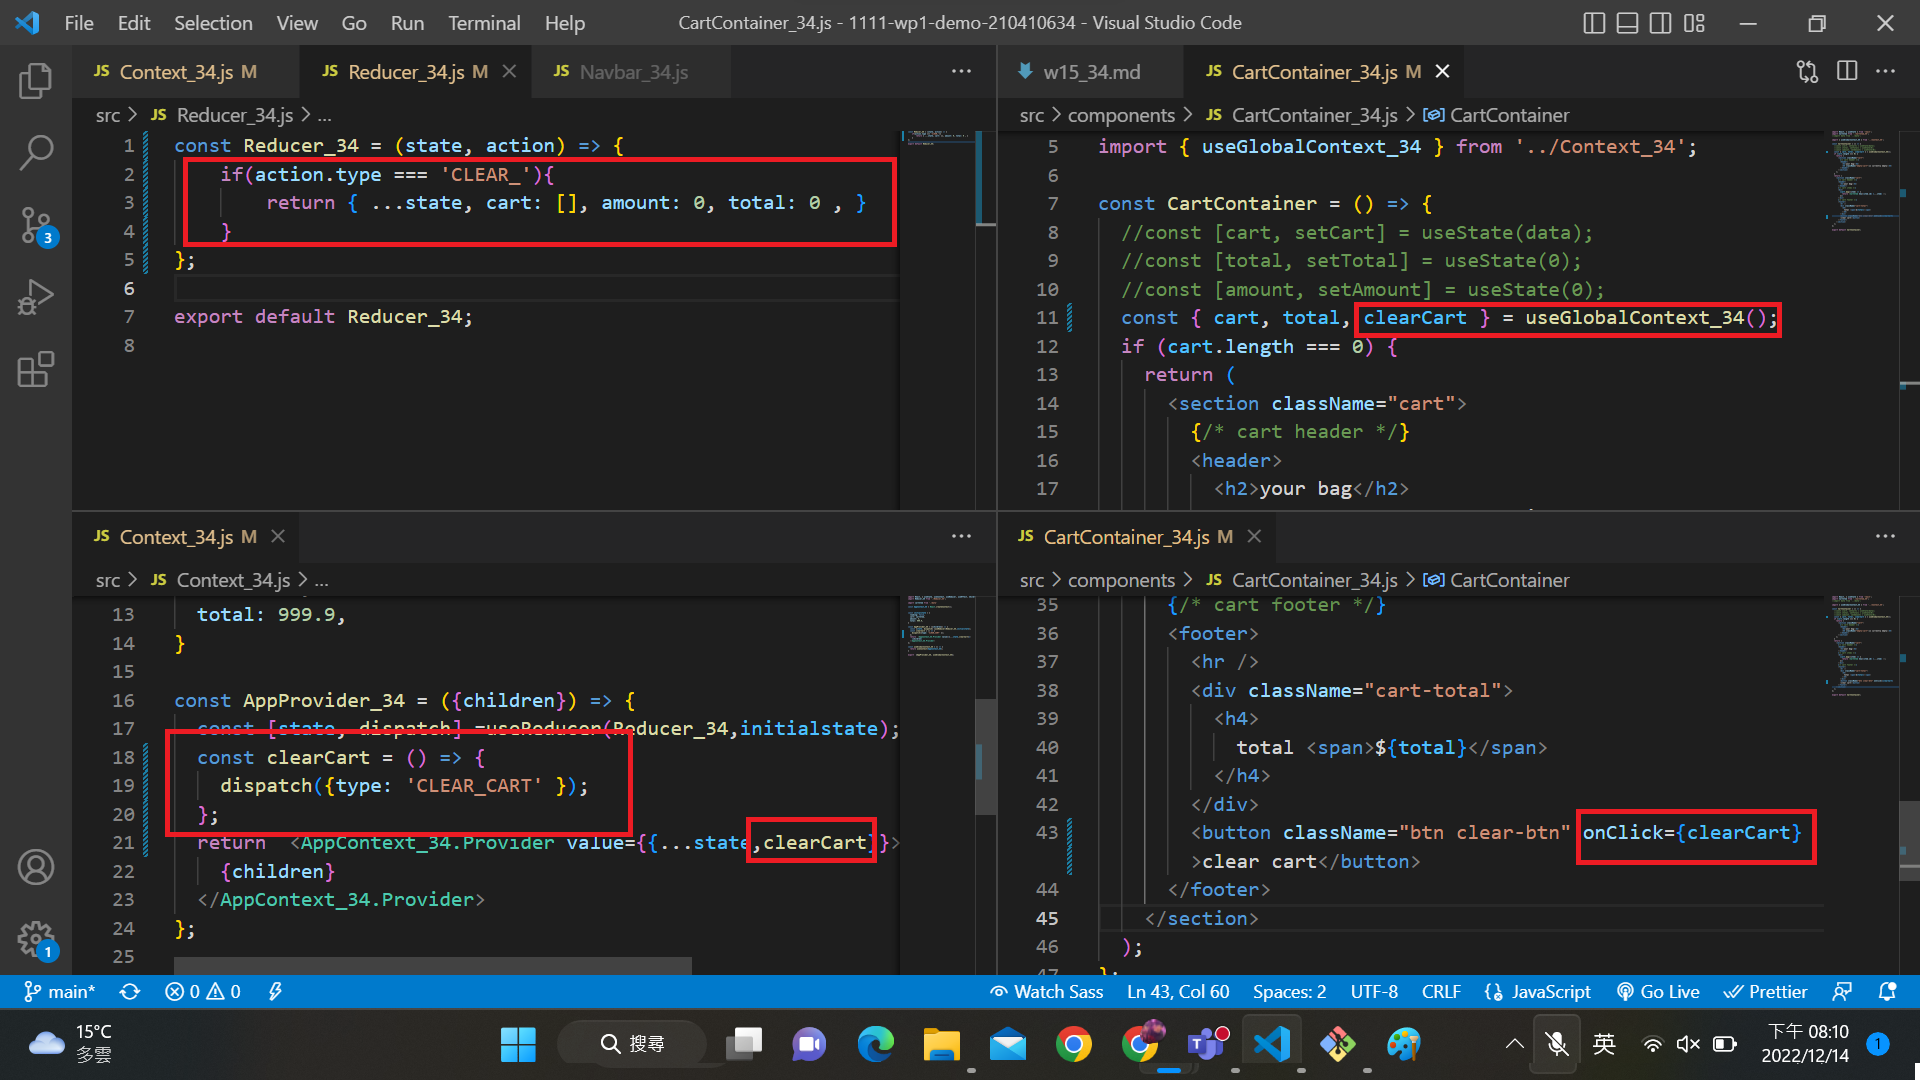 File Edit Selection View Go Run Terminal Help
CartContainer_34.js - 1111-wp1-demo-210410634 - Visual Studio Code
JS Context_34.js M
JS Reducer_34.js M
JS Navbar_34.js
src > JS Reducer_34.js > ...
1 const Reducer_34 = (state, action) => {
2 if(action.type === 'CLEAR_'){
3 return { ...state, cart: [], amount: 0, total: 0 , }
4 }
5 };
6
7 export default Reducer_34;
8
w15_34.md
JS CartContainer_34.js M
src > components > JS CartContainer_34.js > CartContainer
5 import { useGlobalContext_34 } from '../Context_34';
6
7 const CartContainer = () => {
8 //const [cart, setCart] = useState(data);
9 //const [total, setTotal] = useState(0);
10 //const [amount, setAmount] = useState(0);
11 const { cart, total, clearCart } = useGlobalContext_34();
12 if (cart.length === 0) {
13 return (
14 <section className="cart">
15 {/* cart header */}
16 <header>
17 <h2>your bag</h2>
JS Context_34.js M
src > JS Context_34.js > ...
13 total: 999.9,
14 }
15
16 const AppProvider_34 = ({children}) => {
17 const [state, dispatch] =useReducer(Reducer_34,initialstate);
18 const clearCart = () => {
19 dispatch({type: 'CLEAR_CART' });
20 };
21 return <AppContext_34.Provider value={{...state,clearCart}}>
22 {children}
23 </AppContext_34.Provider>
24 };
25
JS CartContainer_34.js M
src > components > JS CartContainer_34.js > CartContainer
35 {/* cart footer */}
36 <footer>
37 <hr />
38 <div className="cart-total">
39 <h4>
40 total <span>${total}</span>
41 </h4>
42 </div>
43 <button className="btn clear-btn" onClick={clearCart}
>clear cart</button>
44 </footer>
45 </section>
46 );
47 };
3
1
main* 0 0
Watch Sass Ln 43, Col 60 Spaces: 2 UTF-8 CRLF JavaScript Go Live Prettier
15°C
多雲
搜尋
英
下午 08:10
2022/12/14
1